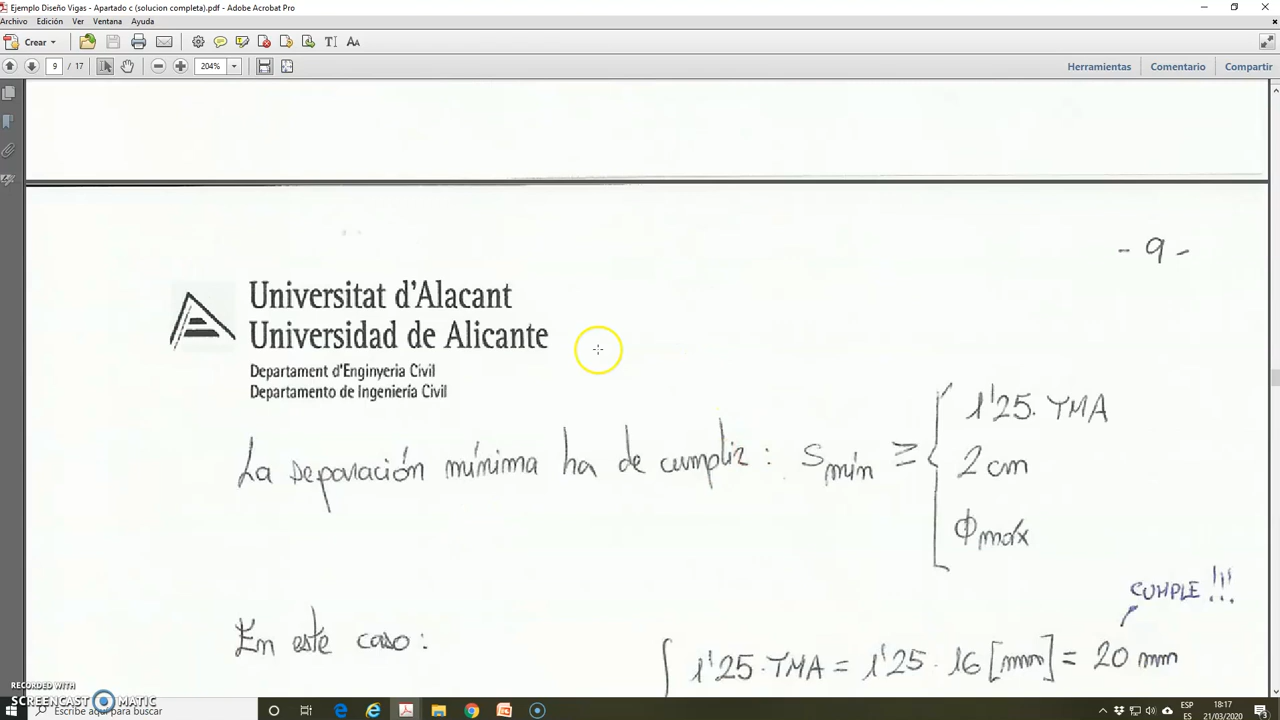 Ejemplo Diseño Vigas - Apartado c (solucion completa).pdf - Adobe Acrobat Pro
Archivo Edición Ver Ventana Ayuda
Crear
9 / 17 204% Herramientas Comentario Compartir
- 9 -
Universitat d'Alacant
Universidad de Alicante
Departament d'Enginyeria Civil
Departamento de Ingeniería Civil
1'25. TMA
La separación mínima ha de cumplir : Smín ≥ { 2 cm
ϕmáx
CUMPLE !!!
En este caso:
1'25.TMA = 1'25 . 16 [mm] = 20 mm
RECORDED WITH
SCREENCAST MATIC
Escribe aquí para buscar
ESP 18:17
ES 21/03/2020